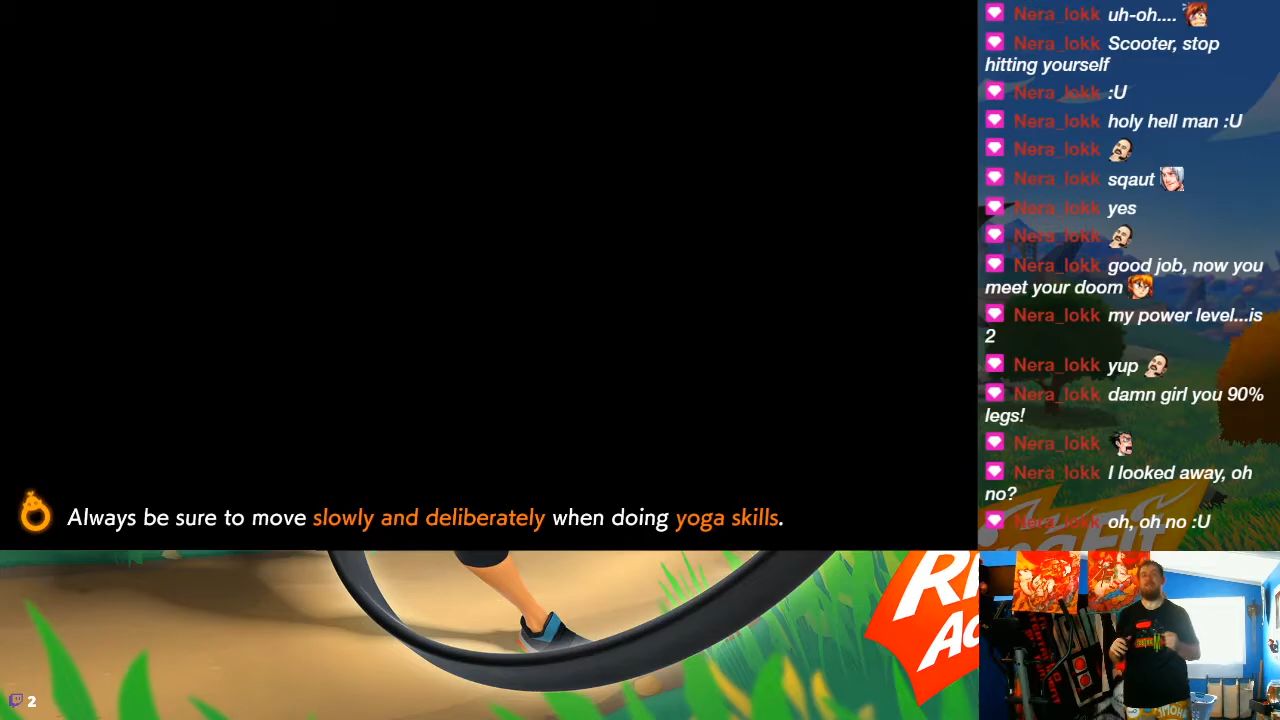 Nera_lokk uh-oh....
Nera_lokk Scooter, stop
hitting yourself
Nera_lokk :U
Nera_lokk holy hell man :U
Nera_lokk
Nera_lokk sqaut
Nera_lokk yes
Nera_lokk
Nera_lokk good job, now you
meet your doom
Nera_lokk my power level...is
2
Nera_lokk yup
Nera_lokk damn girl you 90%
legs!
Nera_lokk
Nera_lokk I looked away, oh
no?
Nera_lokk oh, oh no :U
Always be sure to move slowly and deliberately when doing yoga skills.
2